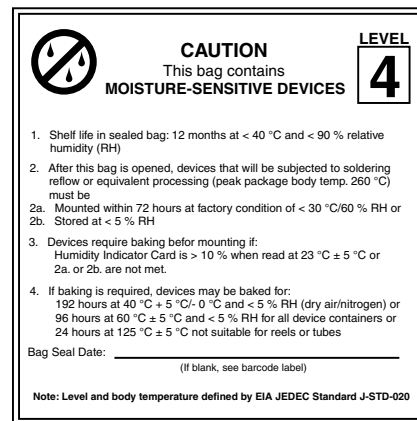 LEVEL
4
CAUTION
This bag contains
MOISTURE-SENSITIVE DEVICES
1. Shelf life in sealed bag: 12 months at < 40 °C and < 90 % relative
humidity (RH)
2. After this bag is opened, devices that will be subjected to soldering
reflow or equivalent processing (peak package body temp. 260 °C)
must be
2a. Mounted within 72 hours at factory condition of < 30 °C/60 % RH or
2b. Stored at < 5 % RH
3. Devices require baking befor mounting if:
Humidity Indicator Card is > 10 % when read at 23 °C ± 5 °C or
2a. or 2b. are not met.
4. If baking is required, devices may be baked for:
192 hours at 40 °C + 5 °C/- 0 °C and < 5 % RH (dry air/nitrogen) or
96 hours at 60 °C ± 5 °C and < 5 % RH for all device containers or
24 hours at 125 °C ± 5 °C not suitable for reels or tubes
Bag Seal Date:
(If blank, see barcode label)
Note: Level and body temperature defined by EIA JEDEC Standard J-STD-020